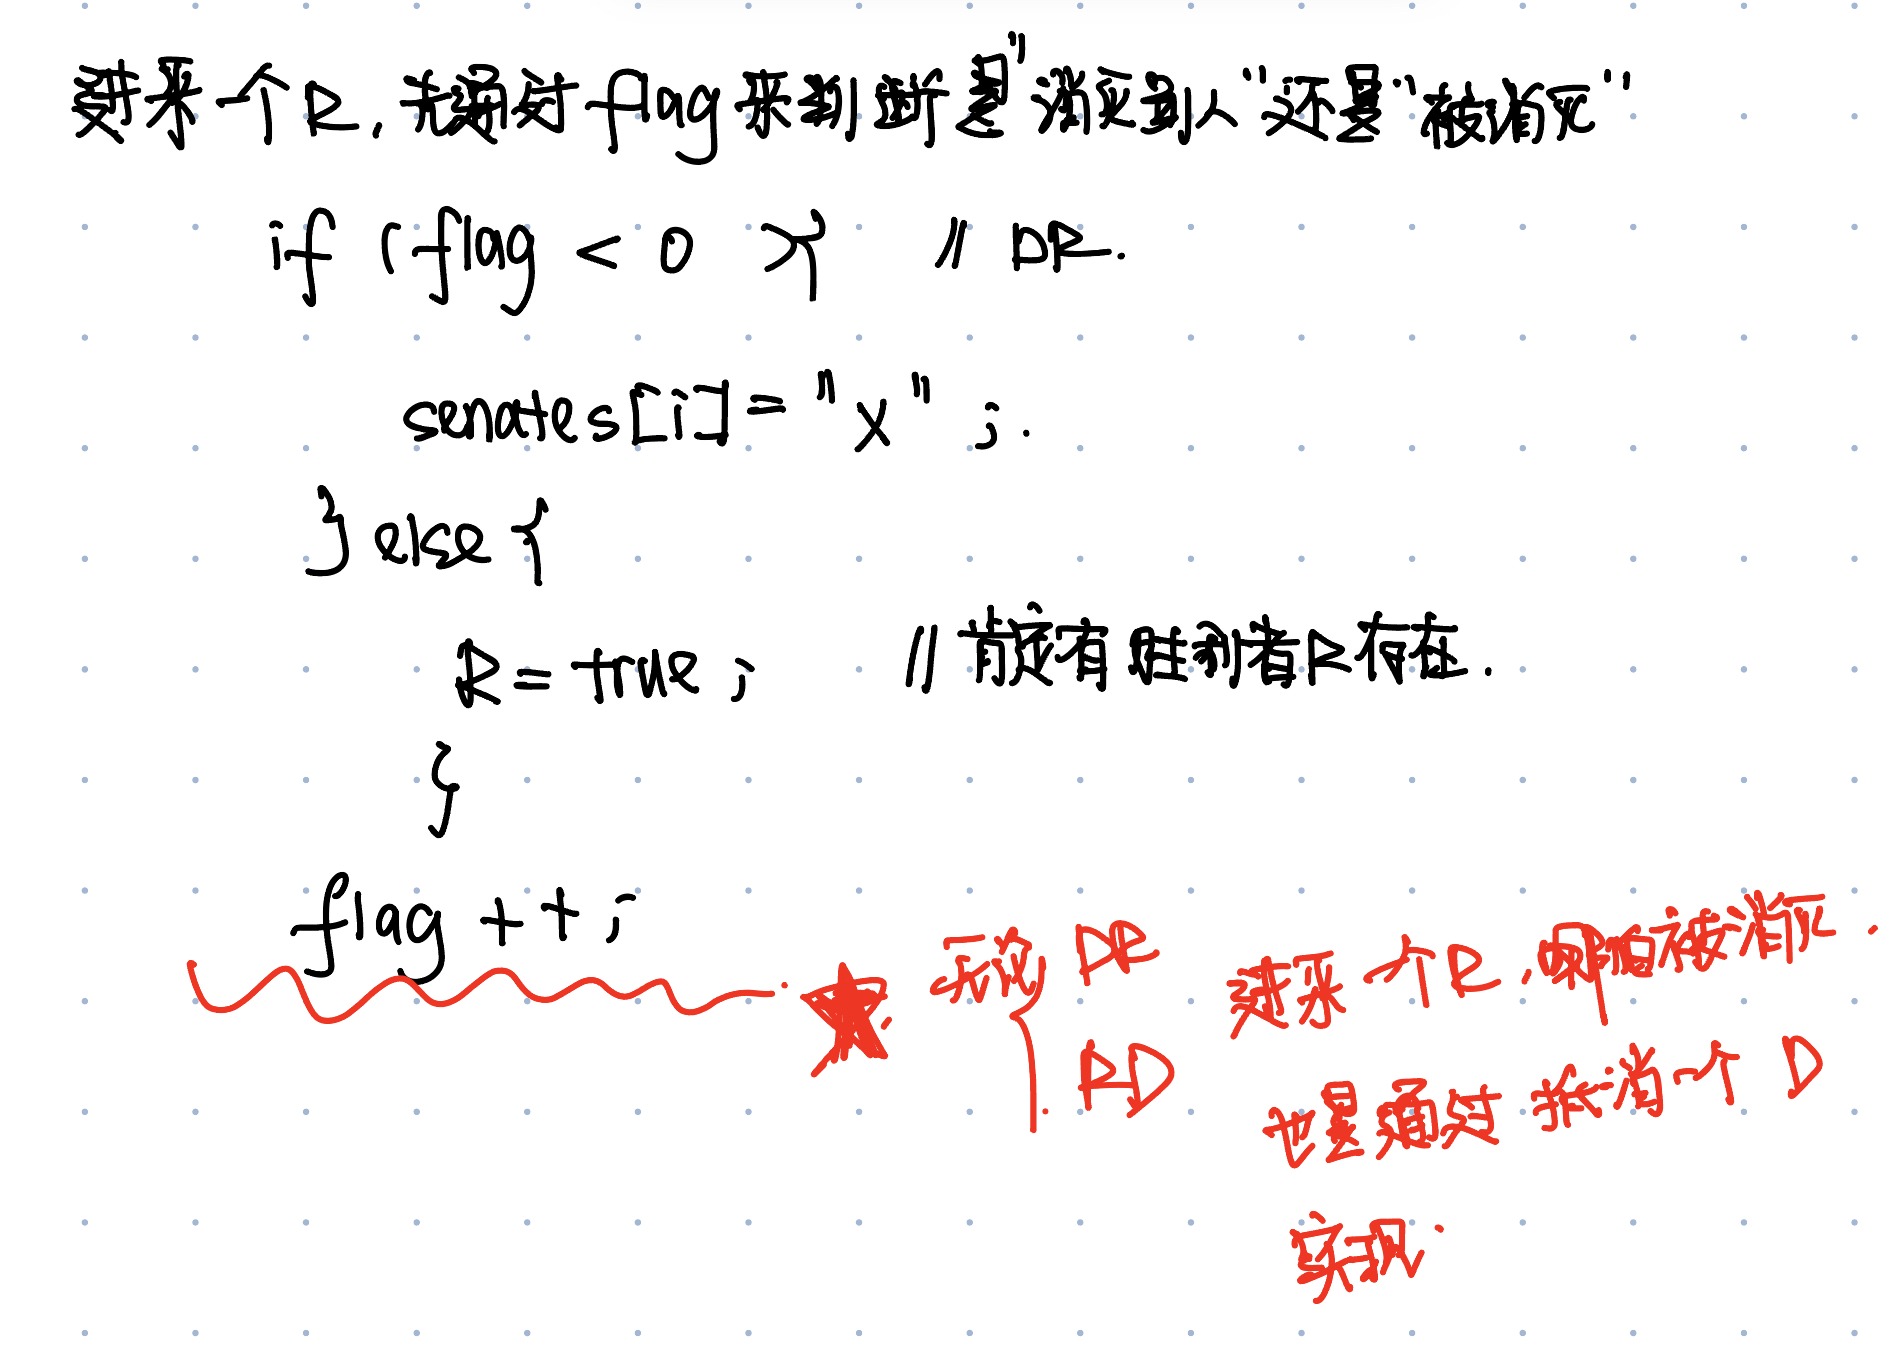 进来一个R,先通过flag来判断是"消灭别人"还是"被消灭"
if (flag < 0 ){ // DR.
senates[i] = "x" ;.
} else {
R = true ; // 肯定有胜利者R存在.
}
flag ++ ;
无论 { DR
RD
进来一个R,哪怕被消灭.
也是通过抵消一个D
实现.